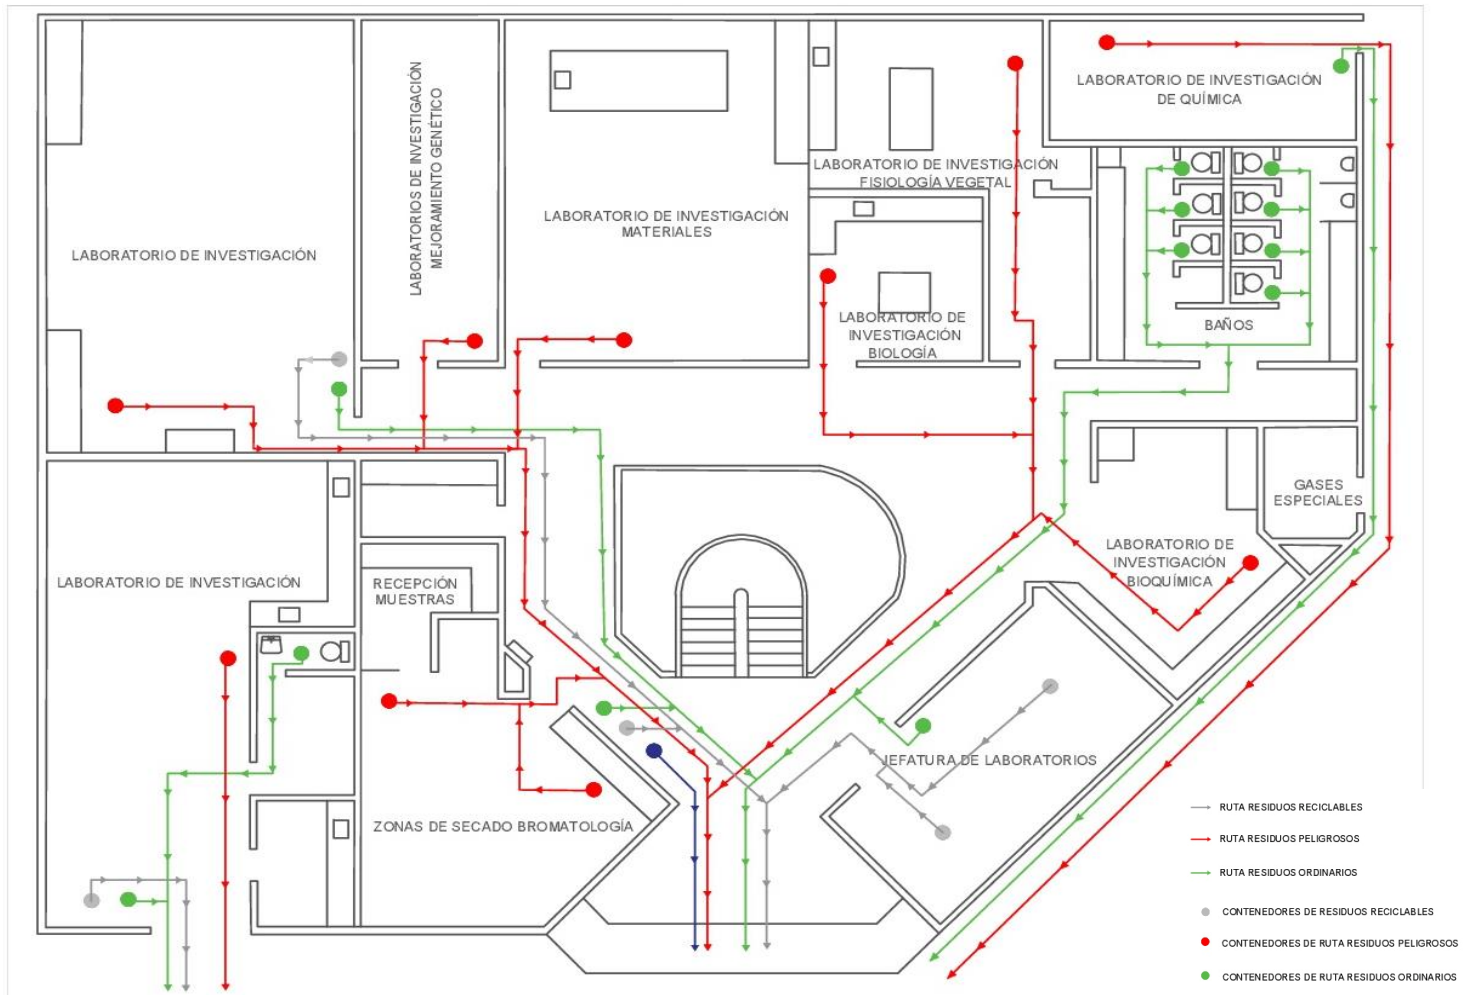 LABORATORIO DE INVESTIGACIÓN
DE QUÍMICA
LABORATORIOS DE INVESTIGACIÓN
MEJORAMIENTO GENÉTICO
LABORATORIO DE INVESTIGACIÓN
FISIOLOGÍA VEGETAL
LABORATORIO DE INVESTIGACIÓN
MATERIALES
LABORATORIO DE INVESTIGACIÓN
LABORATORIO DE
INVESTIGACIÓN
BIOLOGÍA
BAÑOS
GASES
ESPECIALES
LABORATORIO DE
INVESTIGACIÓN
BIOQUÍMICA
LABORATORIO DE INVESTIGACIÓN
RECEPCIÓN
MUESTRAS
JEFATURA DE LABORATORIOS
ZONAS DE SECADO BROMATOLOGÍA
RUTA RESIDUOS RECICLABLES
RUTA RESIDUOS PELIGROSOS
RUTA RESIDUOS ORDINARIOS
CONTENEDORES DE RESIDUOS RECICLABLES
CONTENEDORES DE RUTA RESIDUOS PELIGROSOS
CONTENEDORES DE RUTA RESIDUOS ORDINARIOS